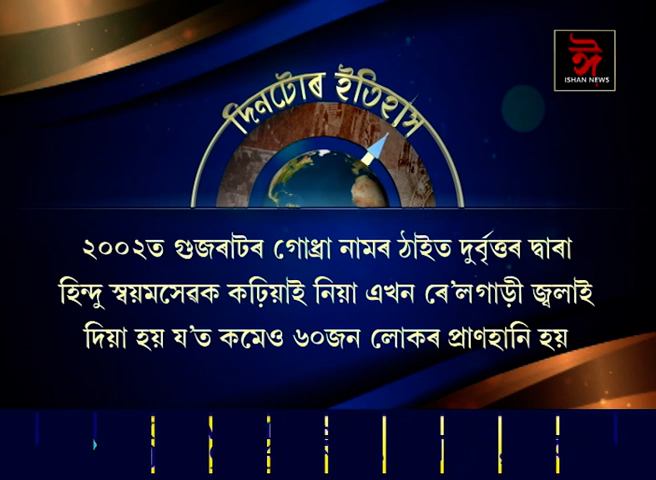 ঈ
ISHAN NEWS
দিনটোৰ ইতিহাস
২০০২ত গুজৰাটৰ গোধ্ৰা নামৰ ঠাইত দুৰ্বৃত্তৰ দ্বাৰা
হিন্দু স্বয়মসেৱক কঢ়িয়াই নিয়া এখন ৰে'লগাড়ী জ্বলাই
দিয়া হয় য'ত কমেও ৬০জন লোকৰ প্ৰাণহানি হয়